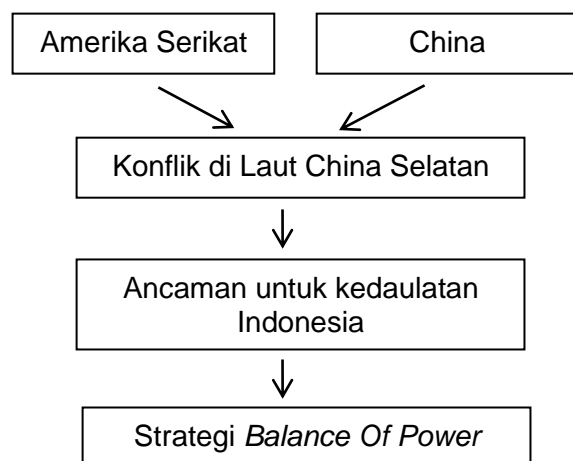 Amerika Serikat
China
Konflik di Laut China Selatan
Ancaman untuk kedaulatan
Indonesia
Strategi Balance Of Power